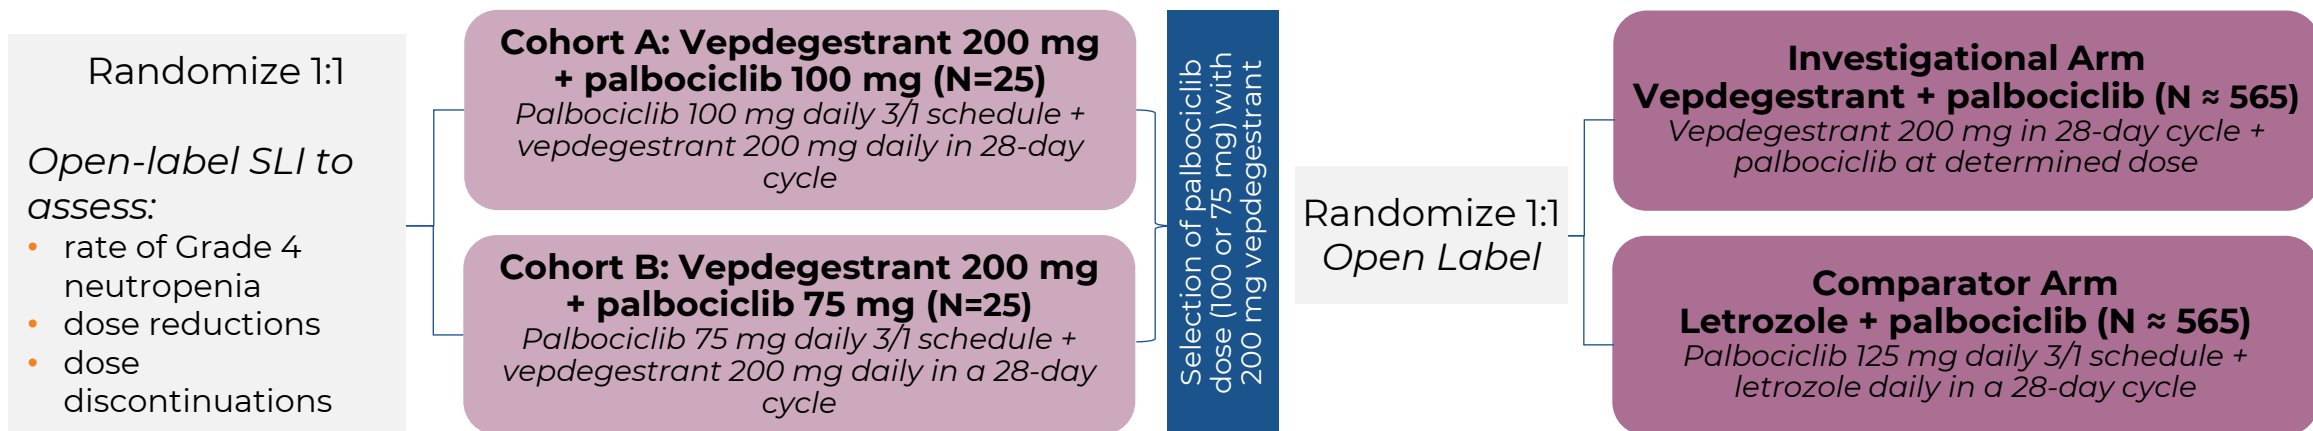 Randomize 1:1
Open-label SLI to
assess:
• rate of Grade 4
neutropenia
• dose reductions
• dose
discontinuations
Cohort A: Vepdegestrant 200 mg
+ palbociclib 100 mg (N=25)
Palbociclib 100 mg daily 3/1 schedule +
vepdegestrant 200 mg daily in 28-day
cycle
Cohort B: Vepdegestrant 200 mg
+ palbociclib 75 mg (N=25)
Palbociclib 75 mg daily 3/1 schedule +
vepdegestrant 200 mg daily in a 28-day
cycle
Selection of palbociclib
dose (100 or 75 mg) with
200 mg vepdegestrant
Randomize 1:1
Open Label
Investigational Arm
Vepdegestrant + palbociclib (N ≈ 565)
Vepdegestrant 200 mg in 28-day cycle +
palbociclib at determined dose
Comparator Arm
Letrozole + palbociclib (N ≈ 565)
Palbociclib 125 mg daily 3/1 schedule +
letrozole daily in a 28-day cycle